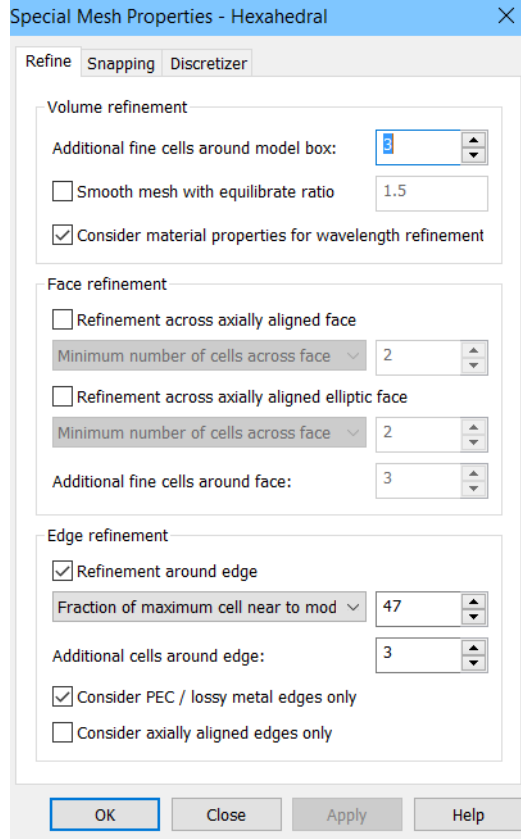 Special Mesh Properties - Hexahedral
Refine Snapping Discretizer
Volume refinement
Additional fine cells around model box: 3
Smooth mesh with equilibrate ratio 1.5
Consider material properties for wavelength refinement
Face refinement
Refinement across axially aligned face
Minimum number of cells across face 2
Refinement across axially aligned elliptic face
Minimum number of cells across face 2
Additional fine cells around face: 3
Edge refinement
Refinement around edge
Fraction of maximum cell near to mod 47
Additional cells around edge: 3
Consider PEC / lossy metal edges only
Consider axially aligned edges only
OK Close Apply Help